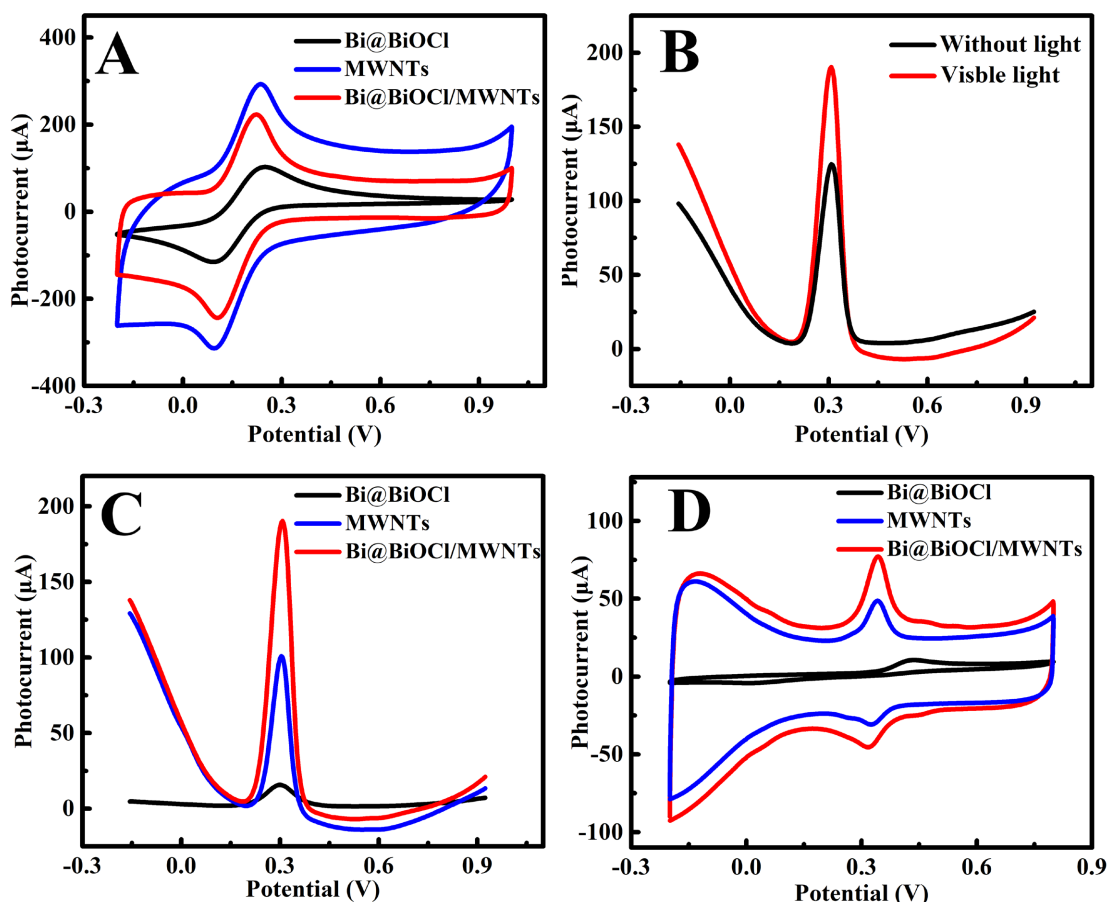 A
Bi@BiOCl
MWNTs
Bi@BiOCl/MWNTs
400
200
0
-200
-400
-0.3
0.0
0.3
0.6
0.9
Photocurrent (μA)
Potential (V)
B
Without light
Visble light
200
150
100
50
0
-0.3
0.0
0.3
0.6
0.9
Photocurrent (μA)
Potential (V)
C
Bi@BiOCl
MWNTs
Bi@BiOCl/MWNTs
200
150
100
50
0
-0.3
0.0
0.3
0.6
0.9
Photocurrent (μA)
Potential (V)
D
Bi@BiOCl
MWNTs
Bi@BiOCl/MWNTs
100
50
0
-50
-100
-0.3
0.0
0.3
0.6
0.9
Photocurrent (μA)
Potential (V)